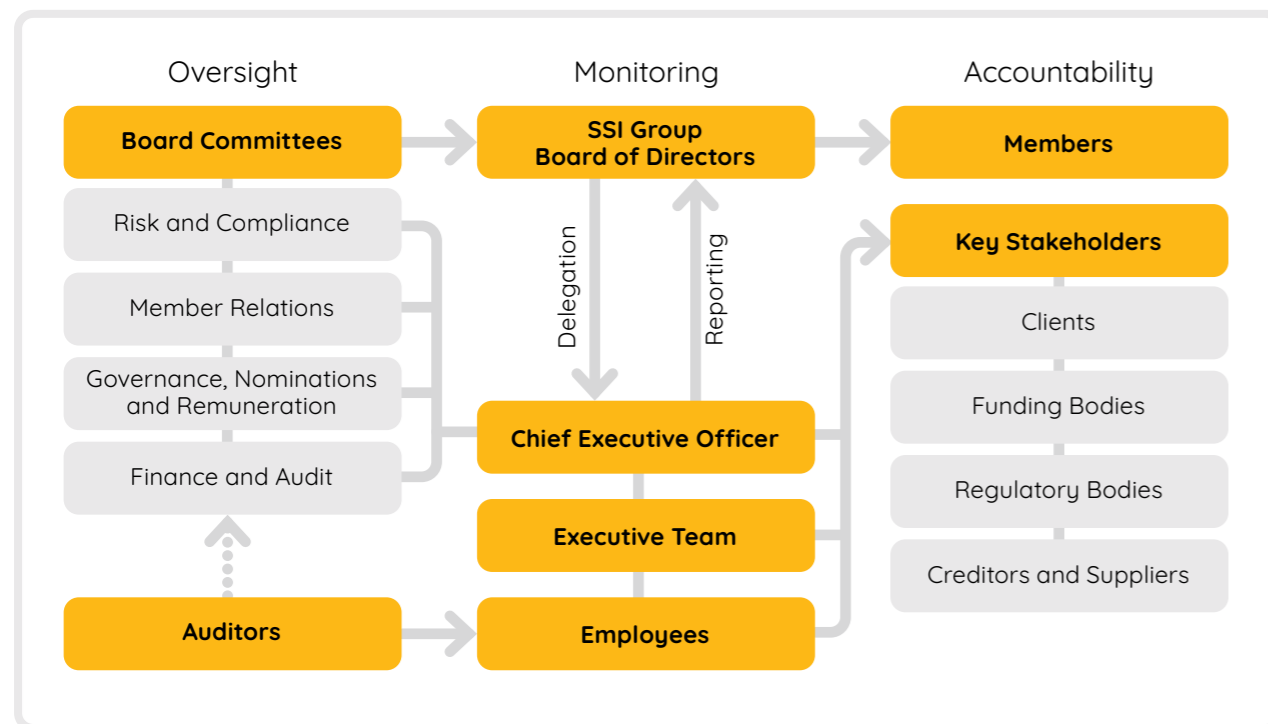 Oversight
Monitoring
Accountability
Board Committees
SSI Group
Board of Directors
Members
Risk and Compliance
Member Relations
Governance, Nominations
and Remuneration
Finance and Audit
Auditors
Delegation
Reporting
Chief Executive Officer
Executive Team
Employees
Key Stakeholders
Clients
Funding Bodies
Regulatory Bodies
Creditors and Suppliers